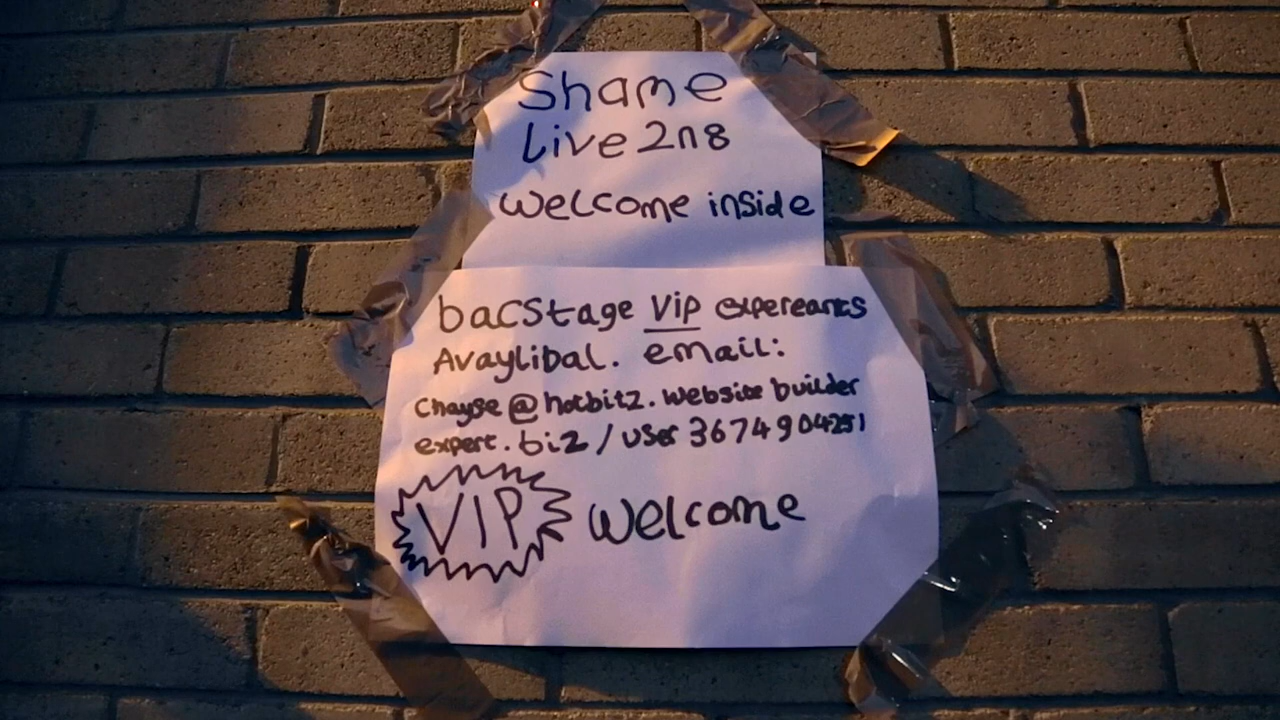 Shame
Live 2n8
Welcome inside
bacstage Vip expereants
Avaylibal. email:
Chayse@hotbitz.website builder
expert.biz/user 3674904251
VIP Welcome